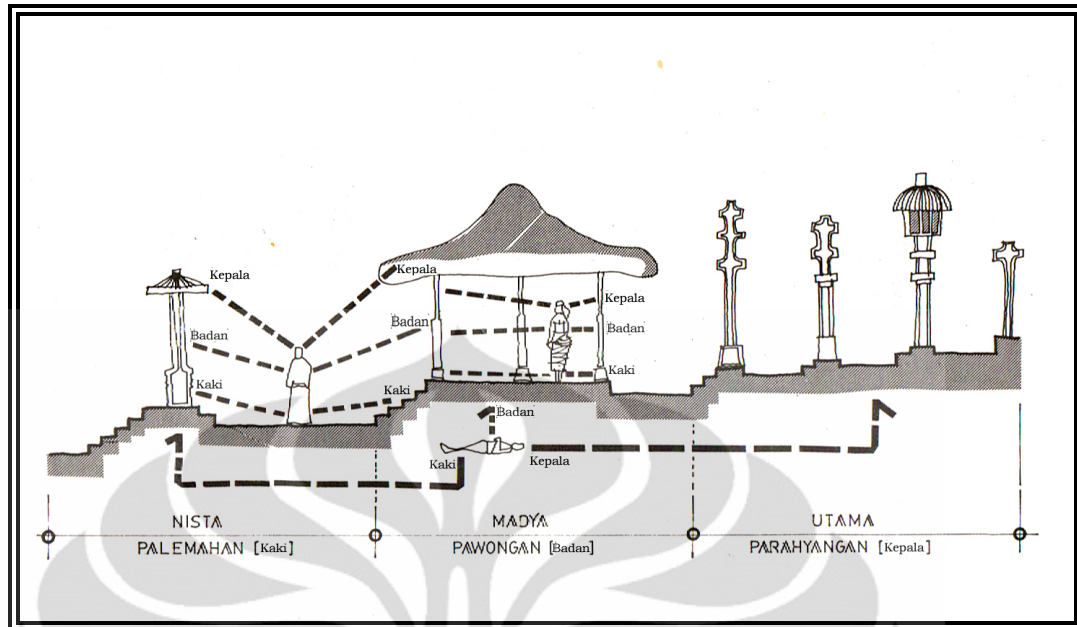 Kepala
Badan
Kaki
Kepala
Badan
Kaki
Kepala
Badan
Kaki
Badan
Kaki
Kepala
NISTA
MADYA
UTAMA
PALEMAHAN [Kaki]
PAWONGAN [Badan]
PARAHYANGAN [Kepala]